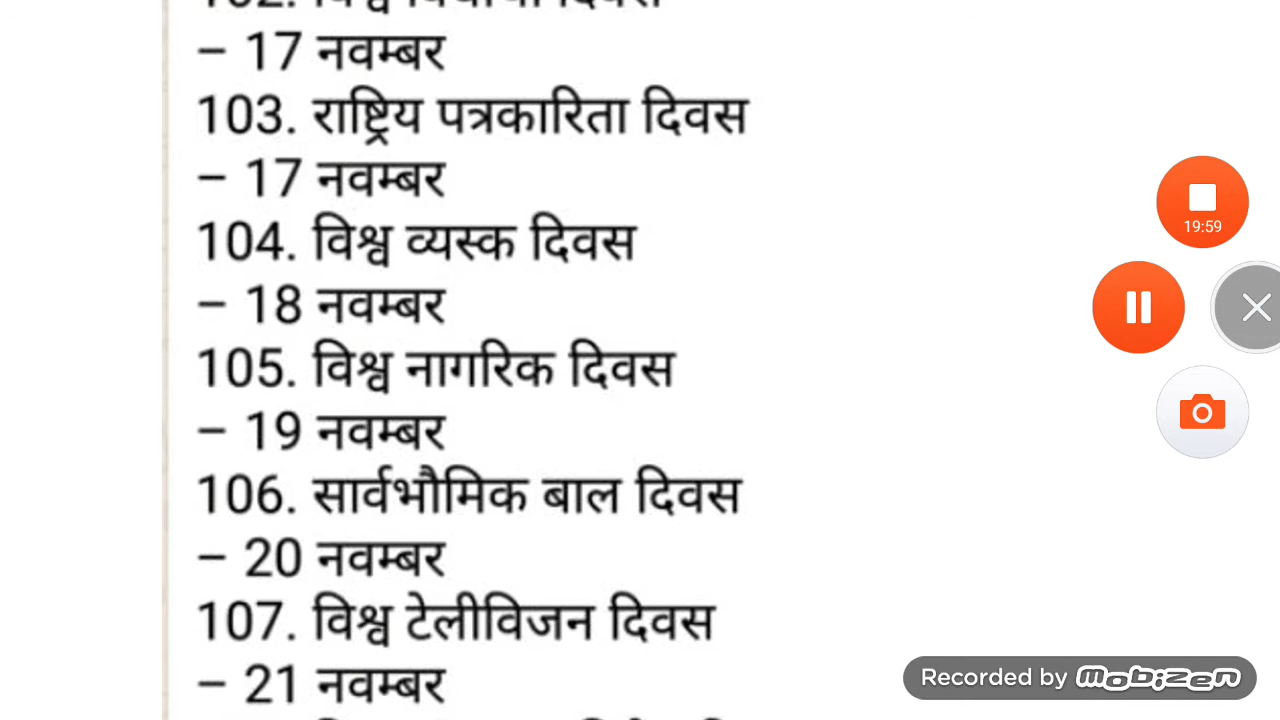 102. विश्व विद्यार्थी दिवस
– 17 नवम्बर
103. राष्ट्रिय पत्रकारिता दिवस
– 17 नवम्बर
104. विश्व व्यस्क दिवस
– 18 नवम्बर
105. विश्व नागरिक दिवस
– 19 नवम्बर
106. सार्वभौमिक बाल दिवस
– 20 नवम्बर
107. विश्व टेलीविजन दिवस
– 21 नवम्बर
19:59
Recorded by mobizen